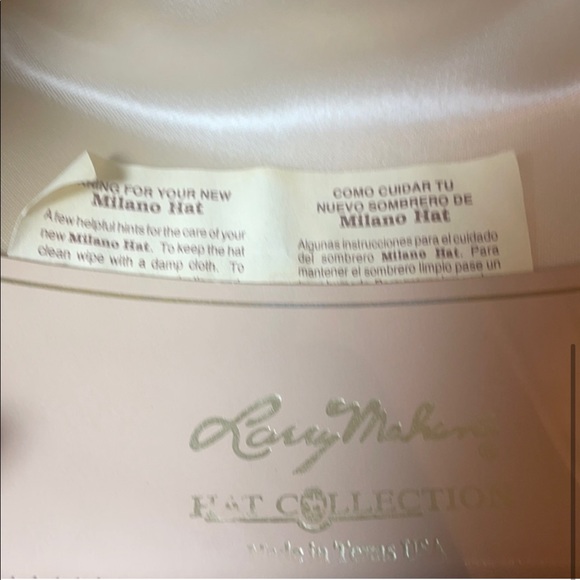 RING FOR YOUR NEW
Milano Hat
A few helpful hints for the care of your
new Milano Hat. To keep the hat
clean wipe with a damp cloth. To
COMO CUIDAR TU
NUEVO SOMBRERO DE
Milano Hat
Algunas instrucciones para el cuidado
del sombrero Milano Hat. Para
mantener el sombrero limpio pase un
Larry Mahan
HAT COLLECTION
Made in Texas USA